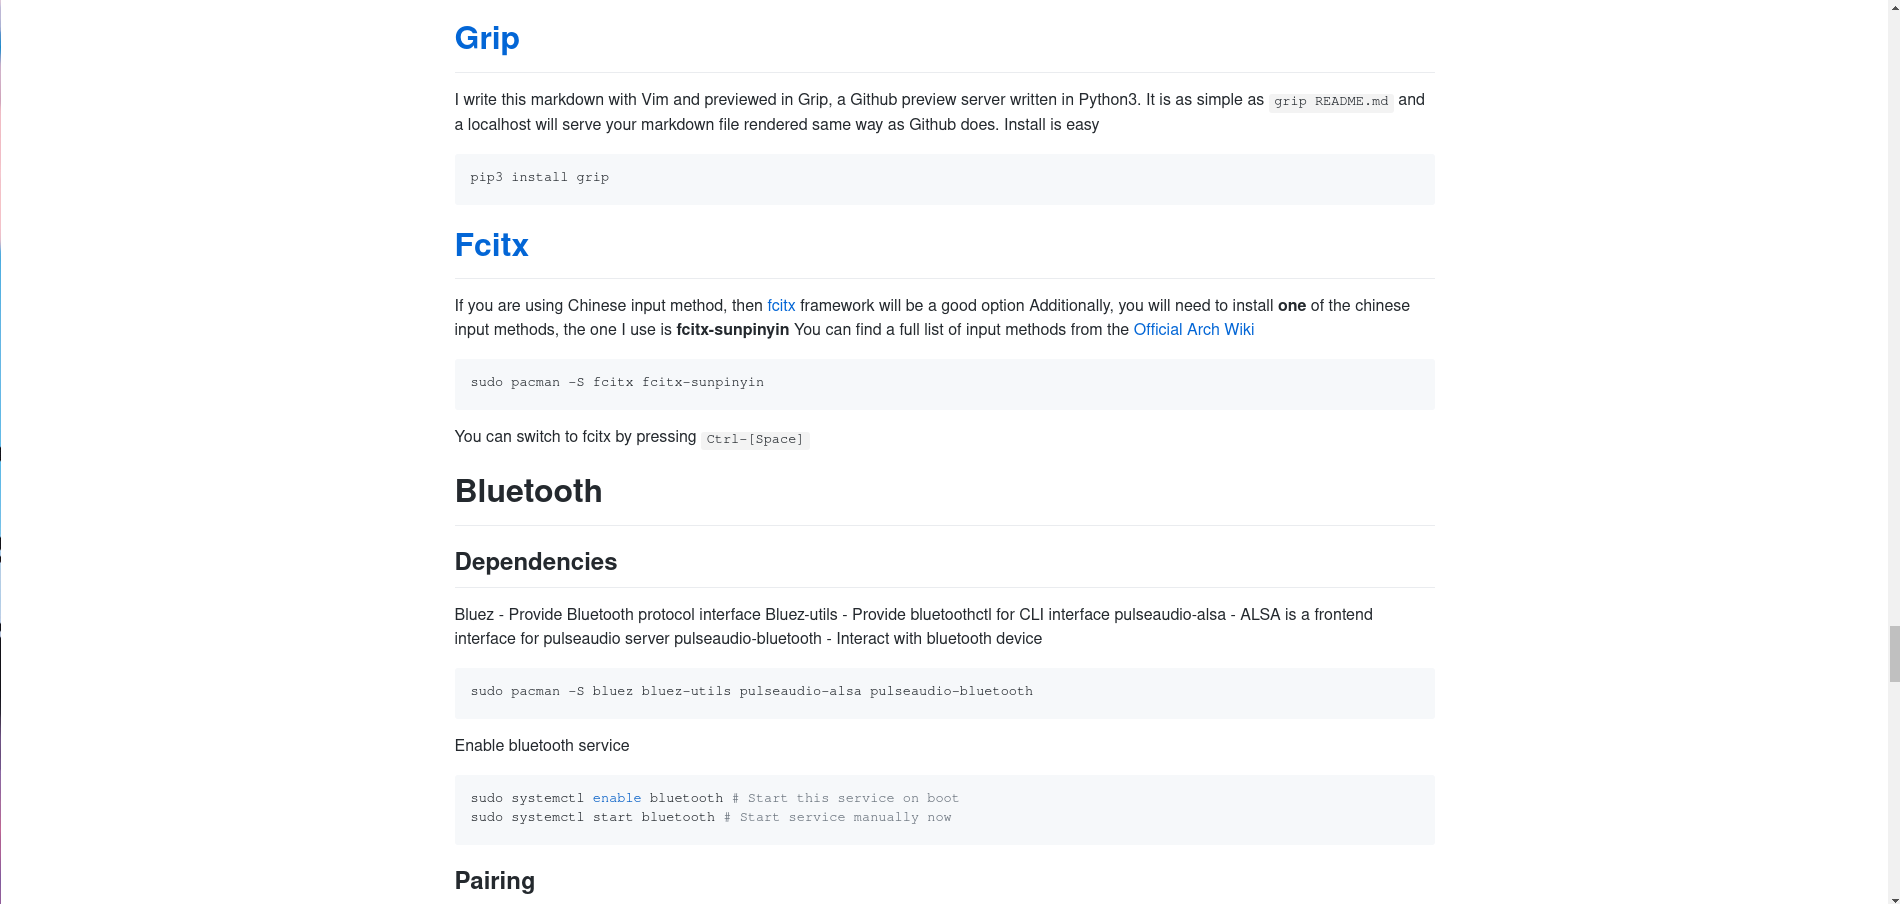 Grip
I write this markdown with Vim and previewed in Grip, a Github preview server written in Python3. It is as simple as grip README.md and
a localhost will serve your markdown file rendered same way as Github does. Install is easy
pip3 install grip
Fcitx
If you are using Chinese input method, then fcitx framework will be a good option Additionally, you will need to install one of the chinese
input methods, the one I use is fcitx-sunpinyin You can find a full list of input methods from the Official Arch Wiki
sudo pacman -S fcitx fcitx-sunpinyin
You can switch to fcitx by pressing Ctrl-[Space]
Bluetooth
Dependencies
Bluez - Provide Bluetooth protocol interface Bluez-utils - Provide bluetoothctl for CLI interface pulseaudio-alsa - ALSA is a frontend
interface for pulseaudio server pulseaudio-bluetooth - Interact with bluetooth device
sudo pacman -S bluez bluez-utils pulseaudio-alsa pulseaudio-bluetooth
Enable bluetooth service
sudo systemctl enable bluetooth # Start this service on boot
sudo systemctl start bluetooth # Start service manually now
Pairing